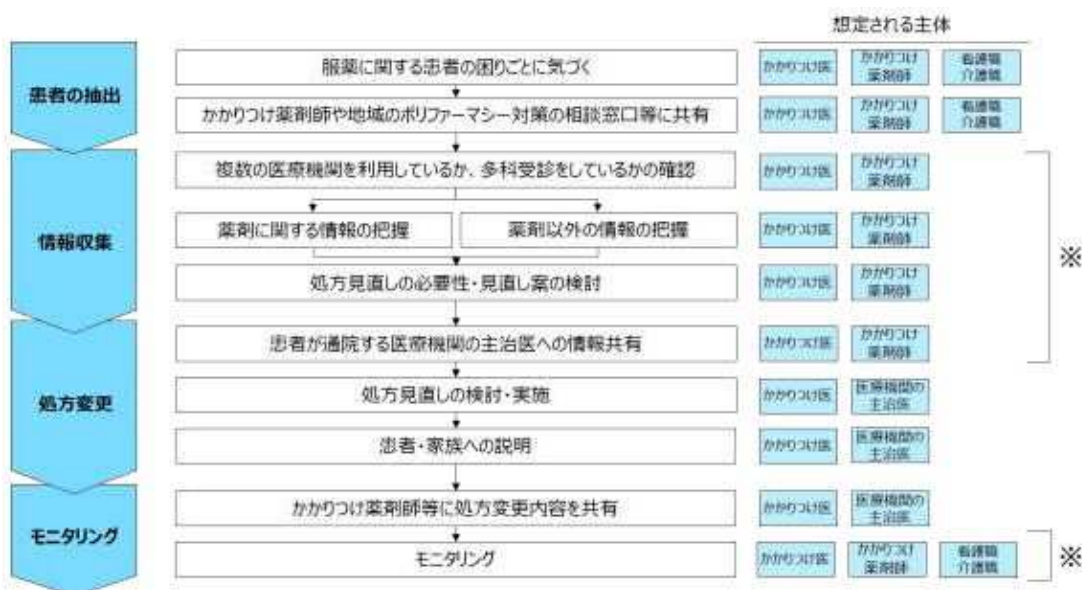 想定される主体
患者の抽出
服薬に関する患者の困りごとに気づく
かかりつけ医
かかりつけ
薬剤師
看護職
介護職
かかりつけ薬剤師や地域のポリファーマシー対策の相談窓口等に共有
かかりつけ医
かかりつけ
薬剤師
看護職
介護職
情報収集
複数の医療機関を利用しているか、多科受診をしているかの確認
かかりつけ医
かかりつけ
薬剤師
薬剤に関する情報の把握
薬剤以外の情報の把握
かかりつけ医
かかりつけ
薬剤師
※
処方見直しの必要性・見直し案の検討
かかりつけ医
かかりつけ
薬剤師
処方変更
患者が通院する医療機関の主治医への情報共有
かかりつけ医
かかりつけ
薬剤師
処方見直しの検討・実施
かかりつけ医
医療機関の
主治医
患者・家族への説明
かかりつけ医
医療機関の
主治医
モニタリング
かかりつけ薬剤師等に処方変更内容を共有
かかりつけ医
医療機関の
主治医
モニタリング
かかりつけ医
かかりつけ
薬剤師
看護職
介護職
※